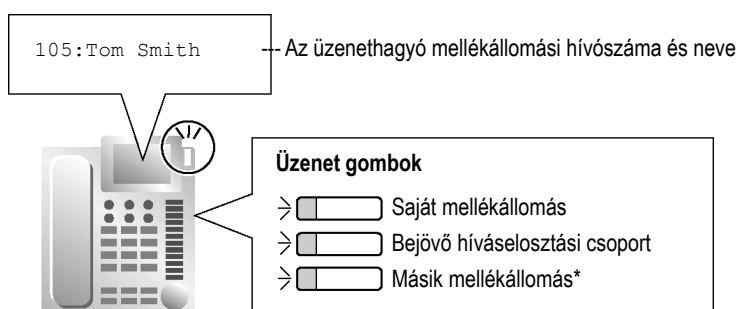 105:Tom Smith
Az üzenethagyó mellékállomási hívószáma és neve
Üzenet gombok
Saját mellékállomás
Bejövő híváselosztási csoport
Másik mellékállomás*